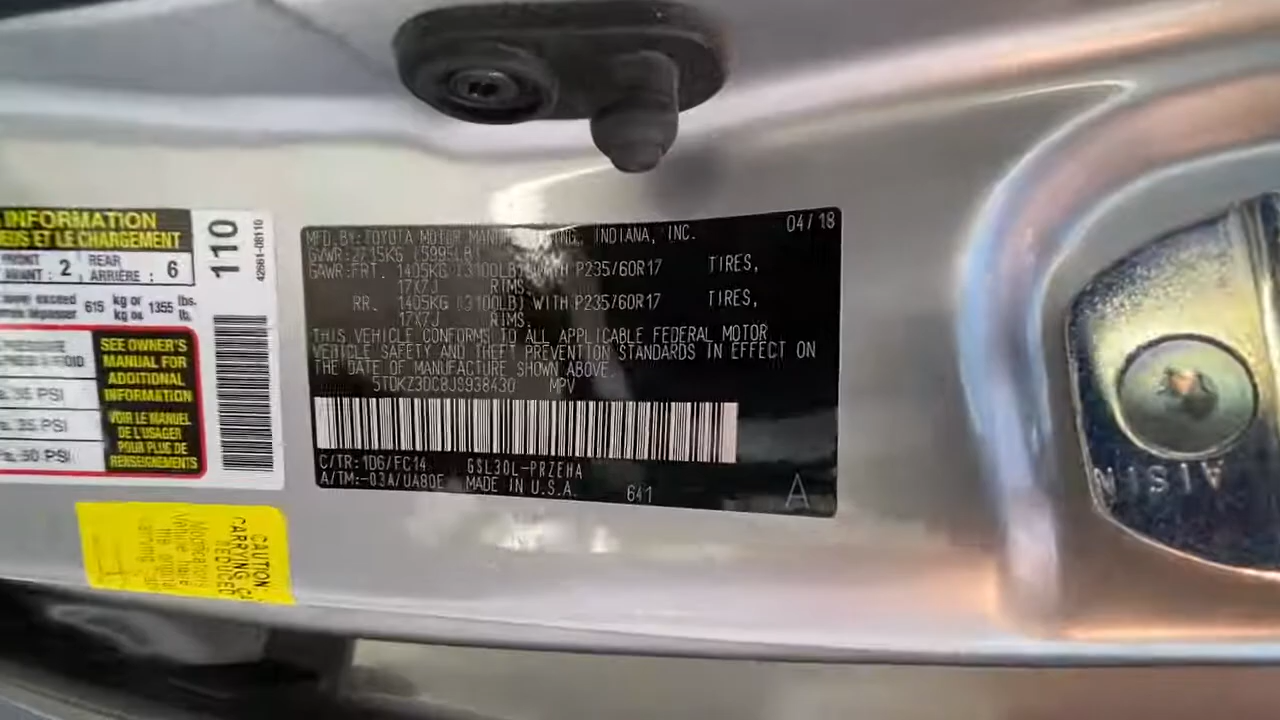 INFORMATION
ET LE CHARGEMENT
FRONT
AVANT : 2
REAR
ARRIÈRE : 6
exceed 615 kg or 1355 lbs.
kg ou lb.
SEE OWNER'S
MANUAL FOR
ADDITIONAL
INFORMATION
VOIR LE MANUEL
DE L'USAGER
POUR PLUS DE
RENSEIGNEMENTS
35 PSI
35 PSI
60 PSI
110
42661-08110
04/18
MFD. BY: TOYOTA MOTOR INDIANA, INC.
GVWR: 2715KG (5995LB)
GAWR: FRT. 1405KG (3100LB) WITH P235/60R17 TIRES,
17X7J RIMS.
RR. 1405KG (3100LB) WITH P235/60R17 TIRES,
17X7J RIMS.
THIS VEHICLE CONFORMS TO ALL APPLICABLE FEDERAL MOTOR
VEHICLE SAFETY AND THEFT PREVENTION STANDARDS IN EFFECT ON
THE DATE OF MANUFACTURE SHOWN ABOVE.
5TDKZ3DC8JS938430 MPV
C/TR: 1D6/FC14 GSL30L-PRZEHA
A/TM:-03A/UA80E MADE IN U.S.A. 641
A
CAUTION:
CARRYING
REDUCED
Modifications
AISIN